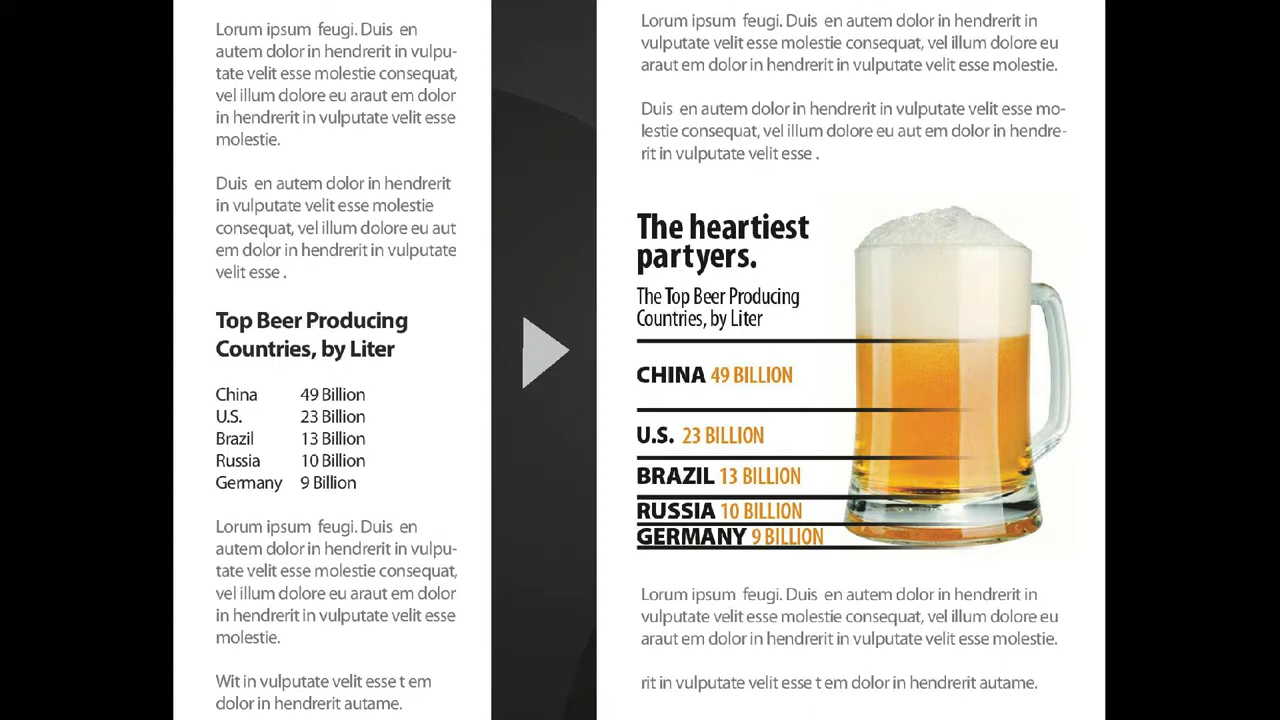 Lorum ipsum feugi. Duis en
autem dolor in hendrerit in vulpu-
tate velit esse molestie consequat,
vel illum dolore eu araut em dolor
in hendrerit in vulputate velit esse
molestie.
Duis en autem dolor in hendrerit
in vulputate velit esse molestie
consequat, vel illum dolore eu aut
em dolor in hendrerit in vulputate
velit esse .
Top Beer Producing
Countries, by Liter
China 49 Billion
U.S. 23 Billion
Brazil 13 Billion
Russia 10 Billion
Germany 9 Billion
Lorum ipsum feugi. Duis en
autem dolor in hendrerit in vulpu-
tate velit esse molestie consequat,
vel illum dolore eu araut em dolor
in hendrerit in vulputate velit esse
molestie.
Wit in vulputate velit esse t em
dolor in hendrerit autame.
Lorum ipsum feugi. Duis en autem dolor in hendrerit in
vulputate velit esse molestie consequat, vel illum dolore eu
araut em dolor in hendrerit in vulputate velit esse molestie.
Duis en autem dolor in hendrerit in vulputate velit esse mo-
lestie consequat, vel illum dolore eu aut em dolor in hendre-
rit in vulputate velit esse .
The heartiest
partyers.
The Top Beer Producing
Countries, by Liter
CHINA 49 BILLION
U.S. 23 BILLION
BRAZIL 13 BILLION
RUSSIA 10 BILLION
GERMANY 9 BILLION
Lorum ipsum feugi. Duis en autem dolor in hendrerit in
vulputate velit esse molestie consequat, vel illum dolore eu
araut em dolor in hendrerit in vulputate velit esse molestie.
rit in vulputate velit esse t em dolor in hendrerit autame.